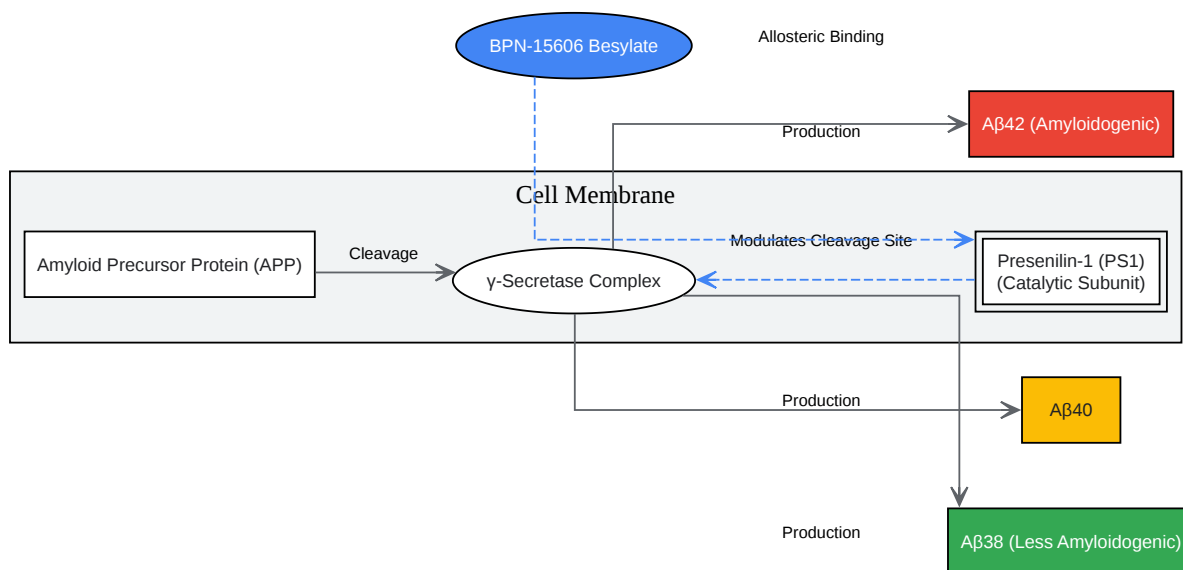 BPN-15606 Besylate
Allosteric Binding
Aβ42 (Amyloidogenic)
Production
Cell Membrane
Amyloid Precursor Protein (APP)
Cleavage
γ-Secretase Complex
Modulates Cleavage Site
Presenilin-1 (PS1)
(Catalytic Subunit)
Production
Aβ40
Production
Aβ38 (Less Amyloidogenic)